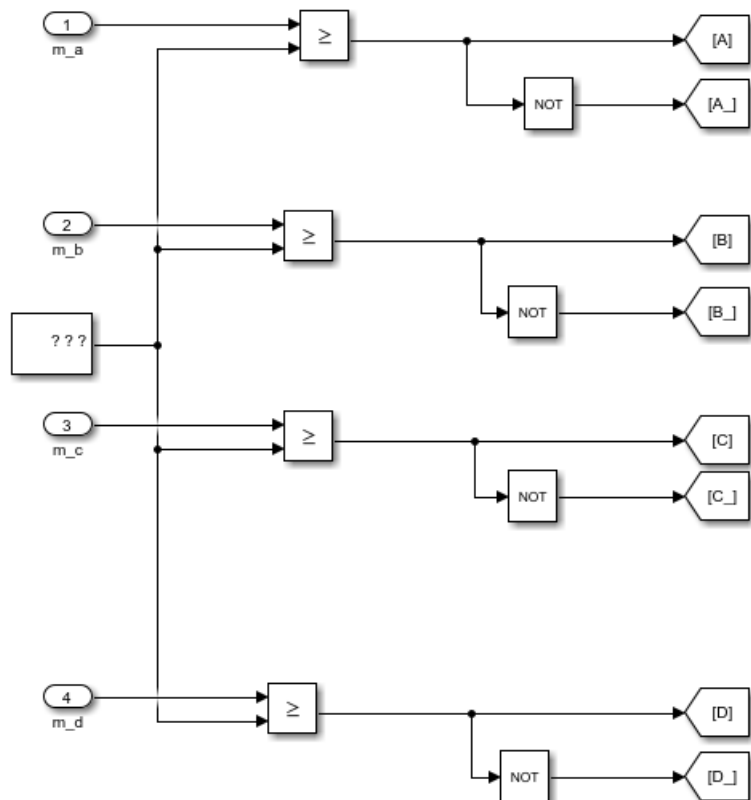 1
m_a
≥
[A]
NOT
[A_]
2
m_b
≥
[B]
NOT
[B_]
? ? ?
3
m_c
≥
[C]
NOT
[C_]
4
m_d
≥
[D]
NOT
[D_]